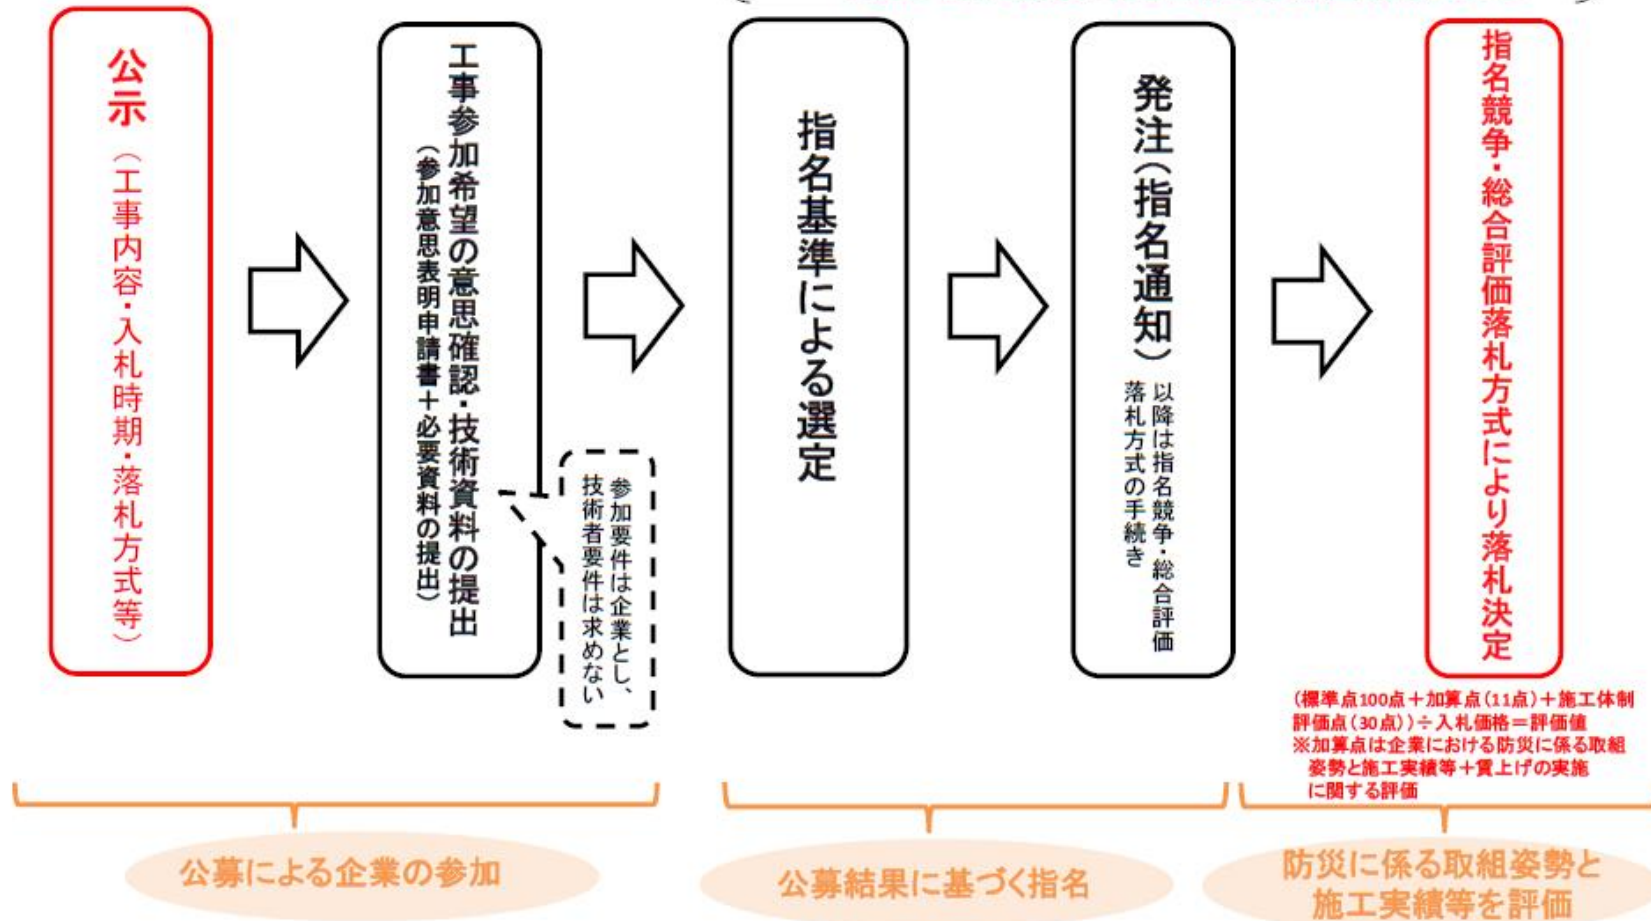 公示（工事内容・入札時期・落札方式等）
工事参加希望の意思確認・技術資料の提出
（参加意思表明申請書＋必要資料の提出）
参加要件は企業とし、
技術者要件は求めない
指名基準による選定
発注（指名通知）
以降は指名競争・総合評価
落札方式の手続き
指名競争・総合評価落札方式により落札決定
（標準点100点＋加算点（11点）＋施工体制
評価点（30点））÷入札価格＝評価値
※加算点は企業における防災に係る取組
姿勢と施工実績等＋賃上げの実施
に関する評価
公募による企業の参加
公募結果に基づく指名
防災に係る取組姿勢と
施工実績等を評価